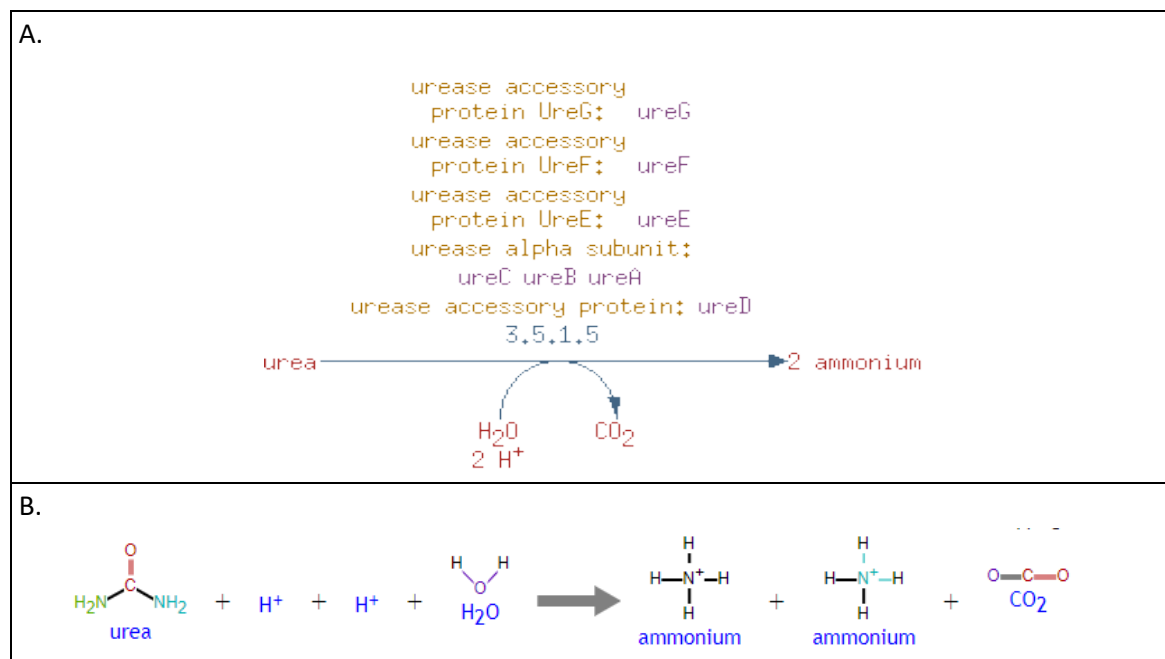 A.
urease accessory
protein UreG: ureG
urease accessory
protein UreF: ureF
urease accessory
protein UreE: ureE
urease alpha subunit:
ureC ureB ureA
urease accessory protein: ureD
3.5.1.5
urea 2 ammonium
H₂O CO₂
2 H⁺
B.
O H H H H
H₂N C NH₂ + H⁺ + H⁺ + O H N⁺ H + H N⁺ H + O C O
urea H₂O H H CO₂
ammonium ammonium